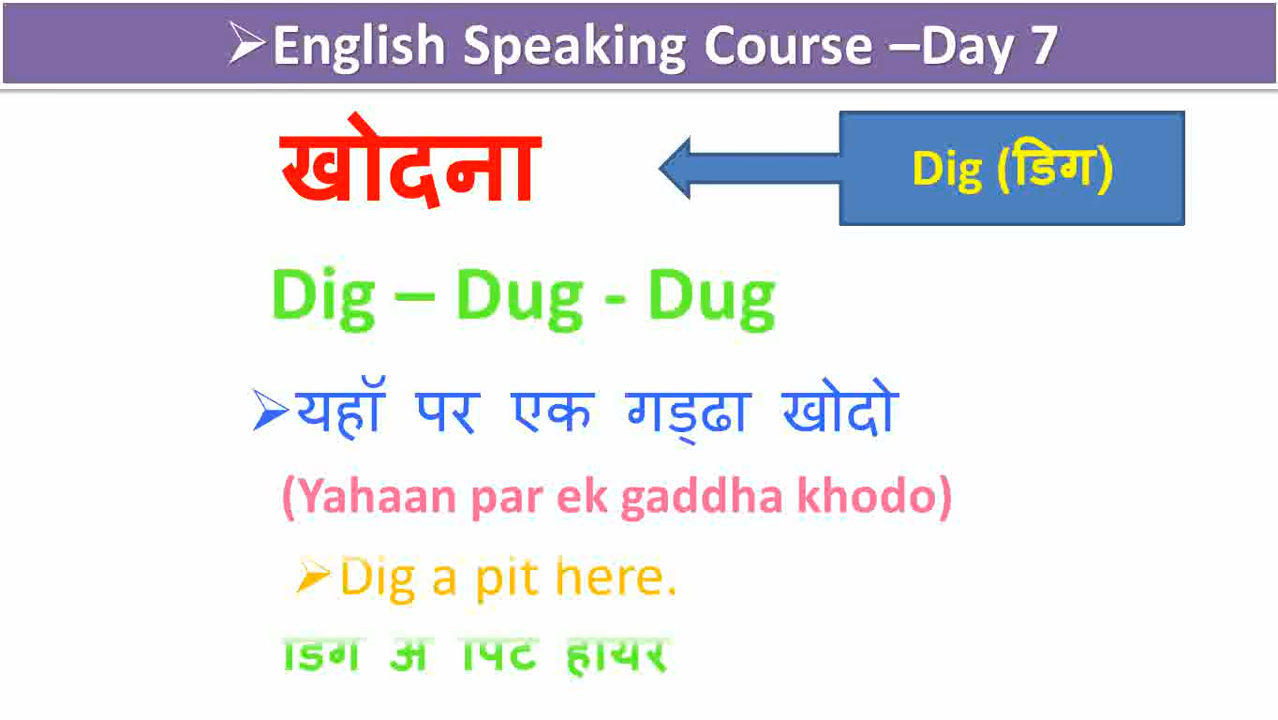 ➢English Speaking Course –Day 7
खोदना
Dig (डिग)
Dig – Dug - Dug
➢यहॉ पर एक गड्ढा खोदो
(Yahaan par ek gaddha khodo)
➢Dig a pit here.
डिग अ पिट हीयर